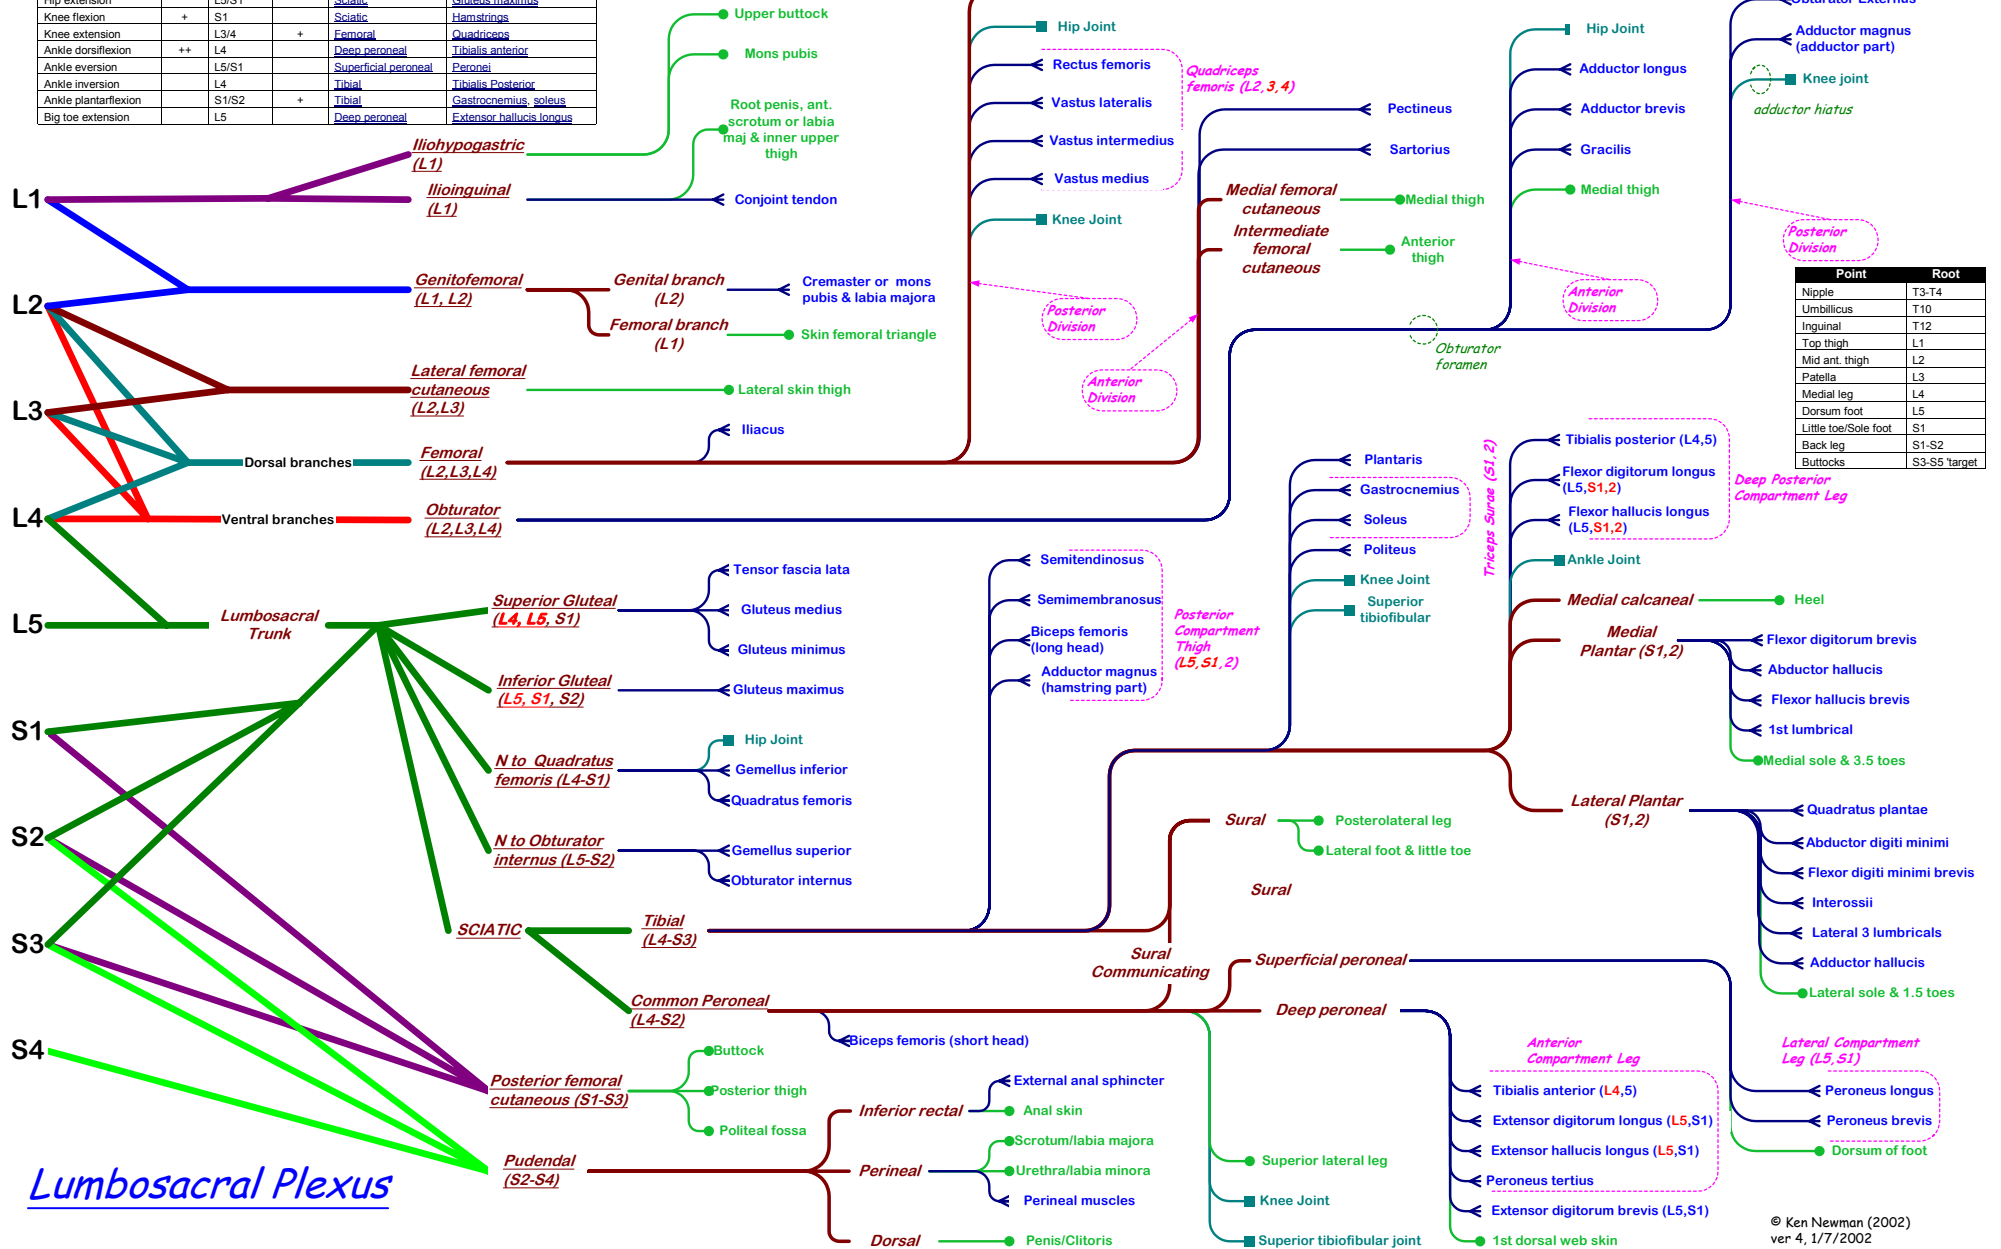 Hip extension L5/S1 Sciatic Gluteus maximus
Knee flexion + S1 Sciatic Hamstrings
Knee extension L3/4 + Femoral Quadriceps
Ankle dorsiflexion ++ L4 Deep peroneal Tibialis anterior
Ankle eversion L5/S1 Superficial peroneal Peronei
Ankle inversion L4 Tibial Tibialis Posterior
Ankle plantarflexion S1/S2 + Tibial Gastrocnemius, soleus
Big toe extension L5 Deep peroneal Extensor hallucis longus
L1
L2
L3
L4
L5
S1
S2
S3
S4
Iliohypogastric
(L1)
Upper buttock
Mons pubis
Ilioinguinal
(L1)
Root penis, ant.
scrotum or labia
maj & inner upper
thigh
Conjoint tendon
Genitofemoral
(L1, L2)
Genital branch
(L2)
Cremaster or mons
pubis & labia majora
Femoral branch
(L1)
Skin femoral triangle
Lateral femoral
cutaneous
(L2,L3)
Lateral skin thigh
Dorsal branches
Femoral
(L2,L3,L4)
Iliacus
Ventral branches
Obturator
(L2,L3,L4)
Hip Joint
Rectus femoris
Vastus lateralis
Vastus intermedius
Vastus medius
Knee Joint
Quadriceps
femoris (L2,3,4)
Posterior
Division
Anterior
Division
Pectineus
Sartorius
Medial femoral
cutaneous
Medial thigh
Intermediate
femoral
cutaneous
Anterior
thigh
Hip Joint
Adductor longus
Adductor brevis
Gracilis
Medial thigh
Anterior
Division
Obturator
foramen
Obturator Externus
Adductor magnus
(adductor part)
Knee joint
adductor hiatus
Posterior
Division
Point Root
Nipple T3-T4
Umbillicus T10
Inguinal T12
Top thigh L1
Mid ant. thigh L2
Patella L3
Medial leg L4
Dorsum foot L5
Little toe/Sole foot S1
Back leg S1-S2
Buttocks S3-S5 'target
Lumbosacral
Trunk
Superior Gluteal
(L4, L5, S1)
Tensor fascia lata
Gluteus medius
Gluteus minimus
Inferior Gluteal
(L5, S1, S2)
Gluteus maximus
N to Quadratus
femoris (L4-S1)
Hip Joint
Gemellus inferior
Quadratus femoris
N to Obturator
internus (L5-S2)
Gemellus superior
Obturator internus
SCIATIC
Tibial
(L4-S3)
Semitendinosus
Semimembranosus
Biceps femoris
(long head)
Adductor magnus
(hamstring part)
Posterior
Compartment
Thigh
(L5,S1,2)
Plantaris
Gastrocnemius
Soleus
Politeus
Knee Joint
Superior
tibiofibular
Triceps Surae (S1,2)
Tibialis posterior (L4,5)
Flexor digitorum longus
(L5,S1,2)
Flexor hallucis longus
(L5,S1,2)
Deep Posterior
Compartment Leg
Ankle Joint
Medial calcaneal
Heel
Medial
Plantar (S1,2)
Flexor digitorum brevis
Abductor hallucis
Flexor hallucis brevis
1st lumbrical
Medial sole & 3.5 toes
Lateral Plantar
(S1,2)
Quadratus plantae
Abductor digiti minimi
Flexor digiti minimi brevis
Interossii
Lateral 3 lumbricals
Adductor hallucis
Lateral sole & 1.5 toes
Sural
Posterolateral leg
Lateral foot & little toe
Sural
Sural
Communicating
Common Peroneal
(L4-S2)
Biceps femoris (short head)
Superficial peroneal
Deep peroneal
Superior lateral leg
Knee Joint
Superior tibiofibular joint
Anterior
Compartment Leg
Tibialis anterior (L4,5)
Extensor digitorum longus (L5,S1)
Extensor hallucis longus (L5,S1)
Peroneus tertius
Extensor digitorum brevis (L5,S1)
1st dorsal web skin
Lateral Compartment
Leg (L5,S1)
Peroneus longus
Peroneus brevis
Dorsum of foot
Posterior femoral
cutaneous (S1-S3)
Buttock
Posterior thigh
Politeal fossa
Pudendal
(S2-S4)
Inferior rectal
External anal sphincter
Anal skin
Perineal
Scrotum/labia majora
Urethra/labia minora
Perineal muscles
Dorsal
Penis/Clitoris
Lumbosacral Plexus
© Ken Newman (2002)
ver 4, 1/7/2002